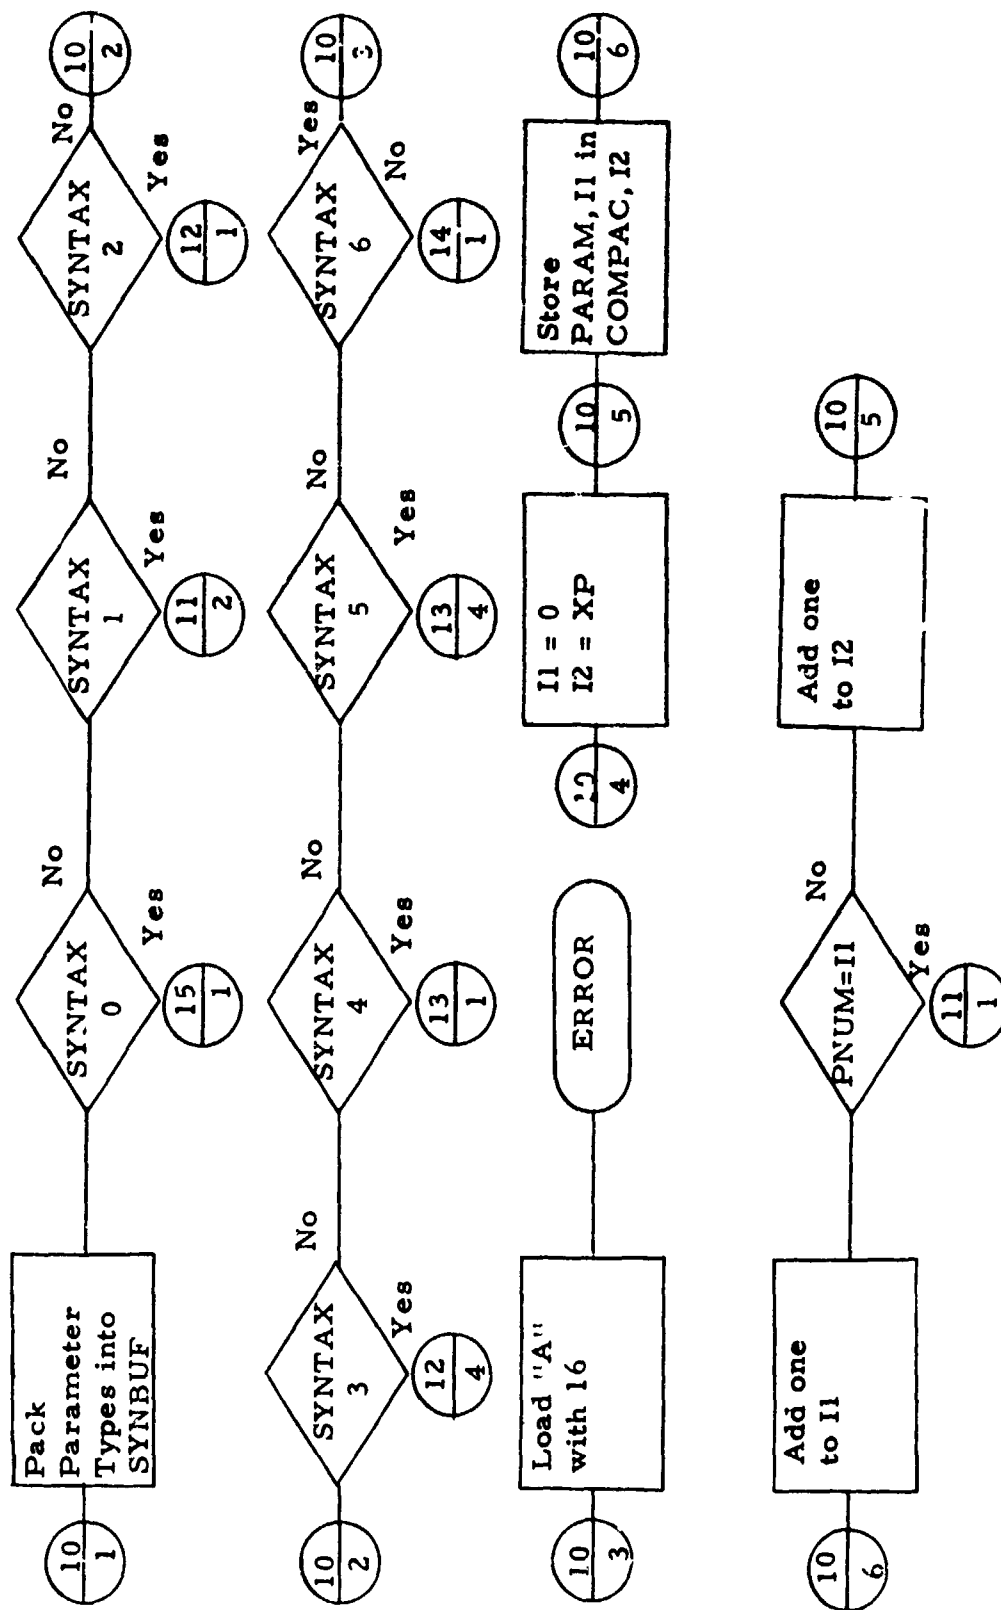 10
1
Pack
Parameter
Types into
SYNBUF
SYNTAX
0
No
Yes
15
1
SYNTAX
1
No
Yes
11
2
SYNTAX
2
No
Yes
12
1
10
2
10
2
SYNTAX
3
No
Yes
12
4
SYNTAX
4
No
Yes
13
1
SYNTAX
5
No
Yes
13
4
SYNTAX
6
Yes
No
14
1
10
3
10
3
Load "A"
with 16
ERROR
10
4
I1 = 0
I2 = XP
10
5
Store
PARAM, I1 in
COMPAC, I2
10
6
10
6
Add one
to I1
PNUM=I1
No
Yes
11
1
Add one
to I2
10
5